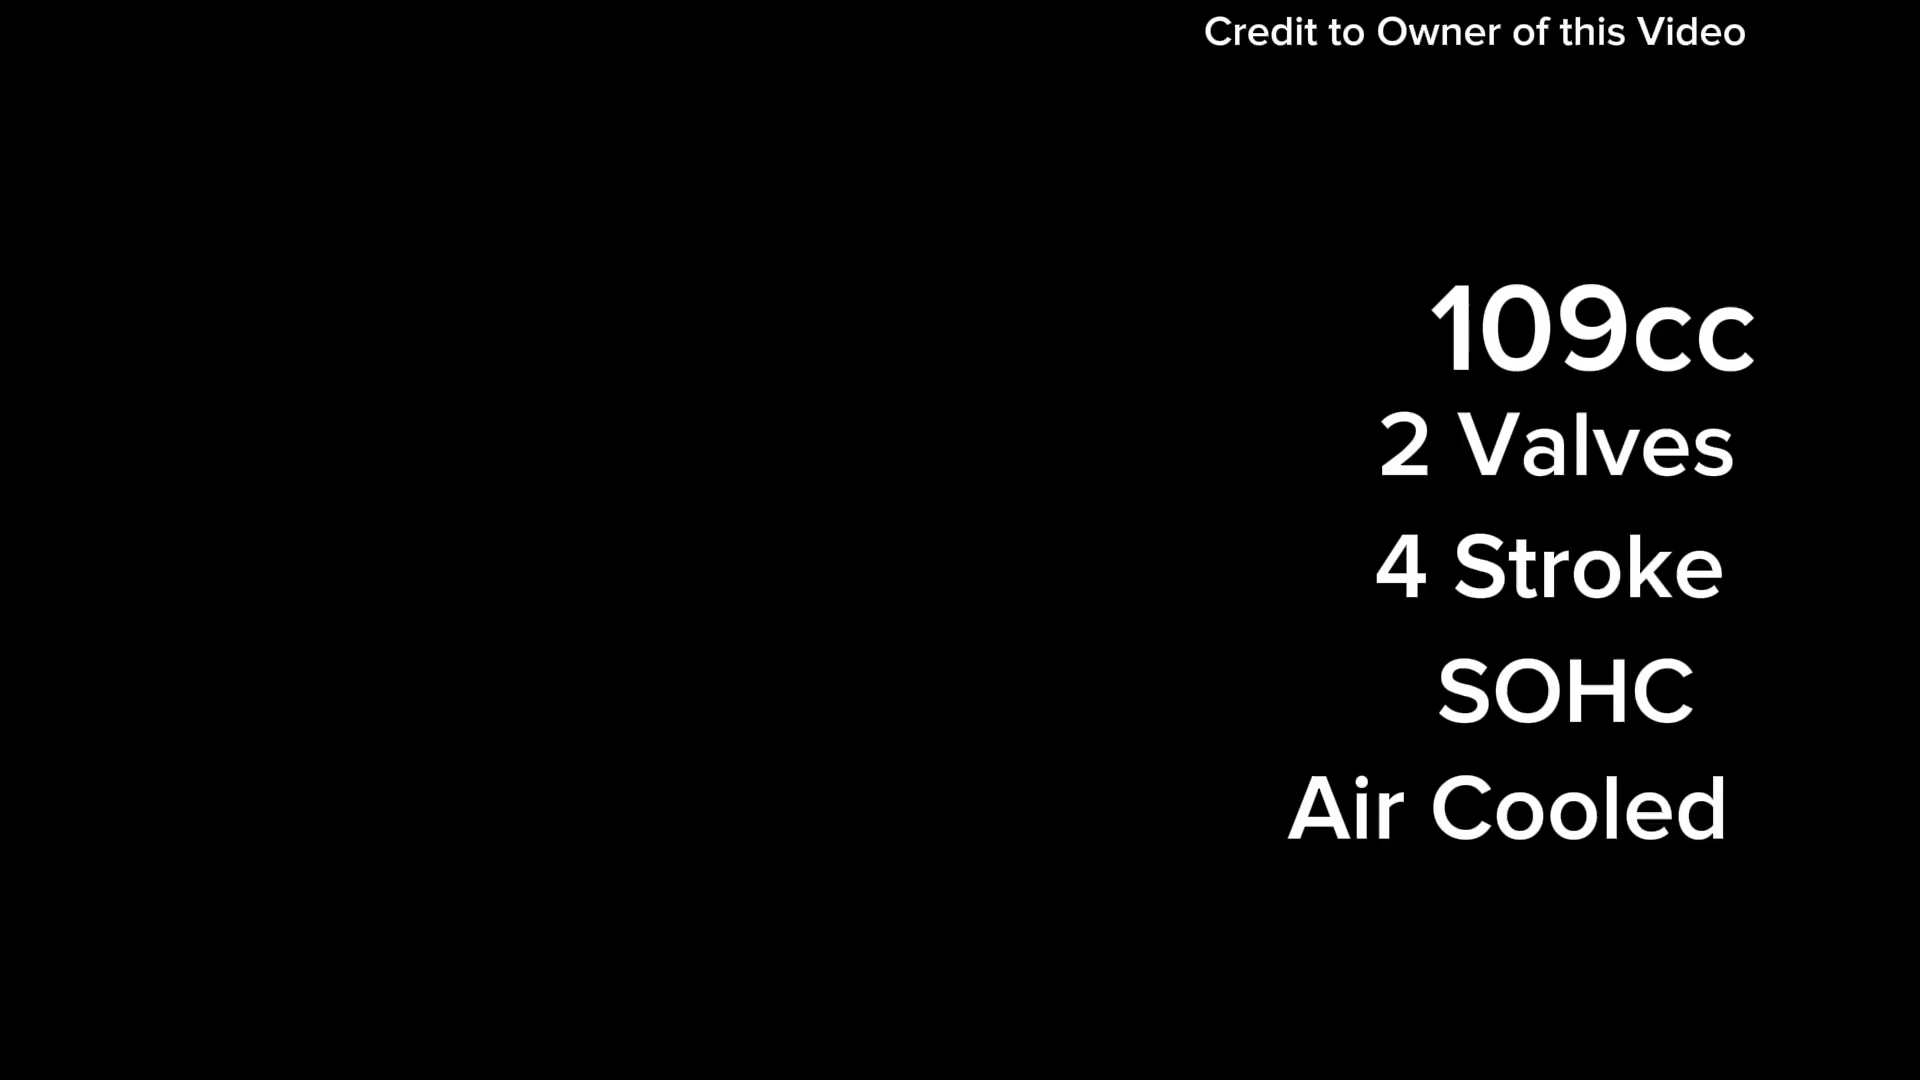 Credit to Owner of this Video
109cc
2 Valves
4 Stroke
SOHC
Air Cooled